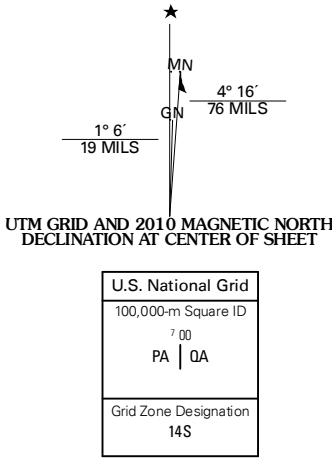 MN
4° 16´
76 MILS
GN
1° 6´
19 MILS
UTM GRID AND 2010 MAGNETIC NORTH
DECLINATION AT CENTER OF SHEET
U.S. National Grid
100,000-m Square ID
7 00
PA QA
Grid Zone Designation
14S